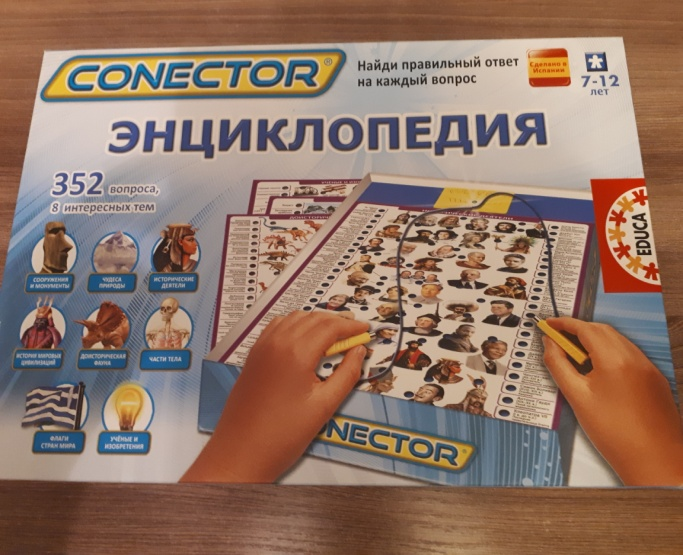 CONECTOR®
Найди правильный ответ
на каждый вопрос
Сделано в
Испании
7-12
лет
ЭНЦИКЛОПЕДИЯ
352 вопроса,
8 интересных тем
EDUCA
СООРУЖЕНИЯ
И МОНУМЕНТЫ
ЧУДЕСА
ПРИРОДЫ
ИСТОРИЧЕСКИЕ
ДЕЯТЕЛИ
ИСТОРИЯ МИРОВЫХ
ЦИВИЛИЗАЦИЙ
ДОИСТОРИЧЕСКАЯ
ФАУНА
ЧАСТИ ТЕЛА
ФЛАГИ
СТРАН МИРА
УЧЁНЫЕ И
ИЗОБРЕТЕНИЯ
NECTOR